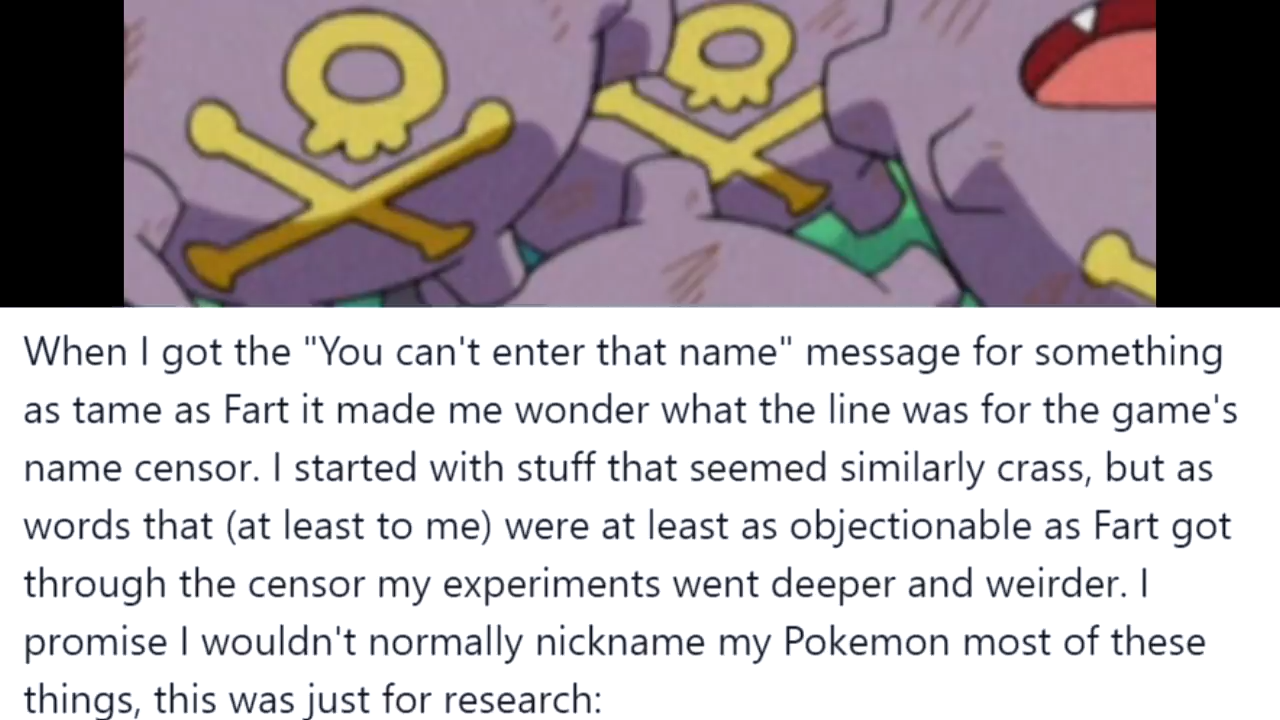 When I got the "You can't enter that name" message for something
as tame as Fart it made me wonder what the line was for the game's
name censor. I started with stuff that seemed similarly crass, but as
words that (at least to me) were at least as objectionable as Fart got
through the censor my experiments went deeper and weirder. I
promise I wouldn't normally nickname my Pokemon most of these
things, this was just for research: